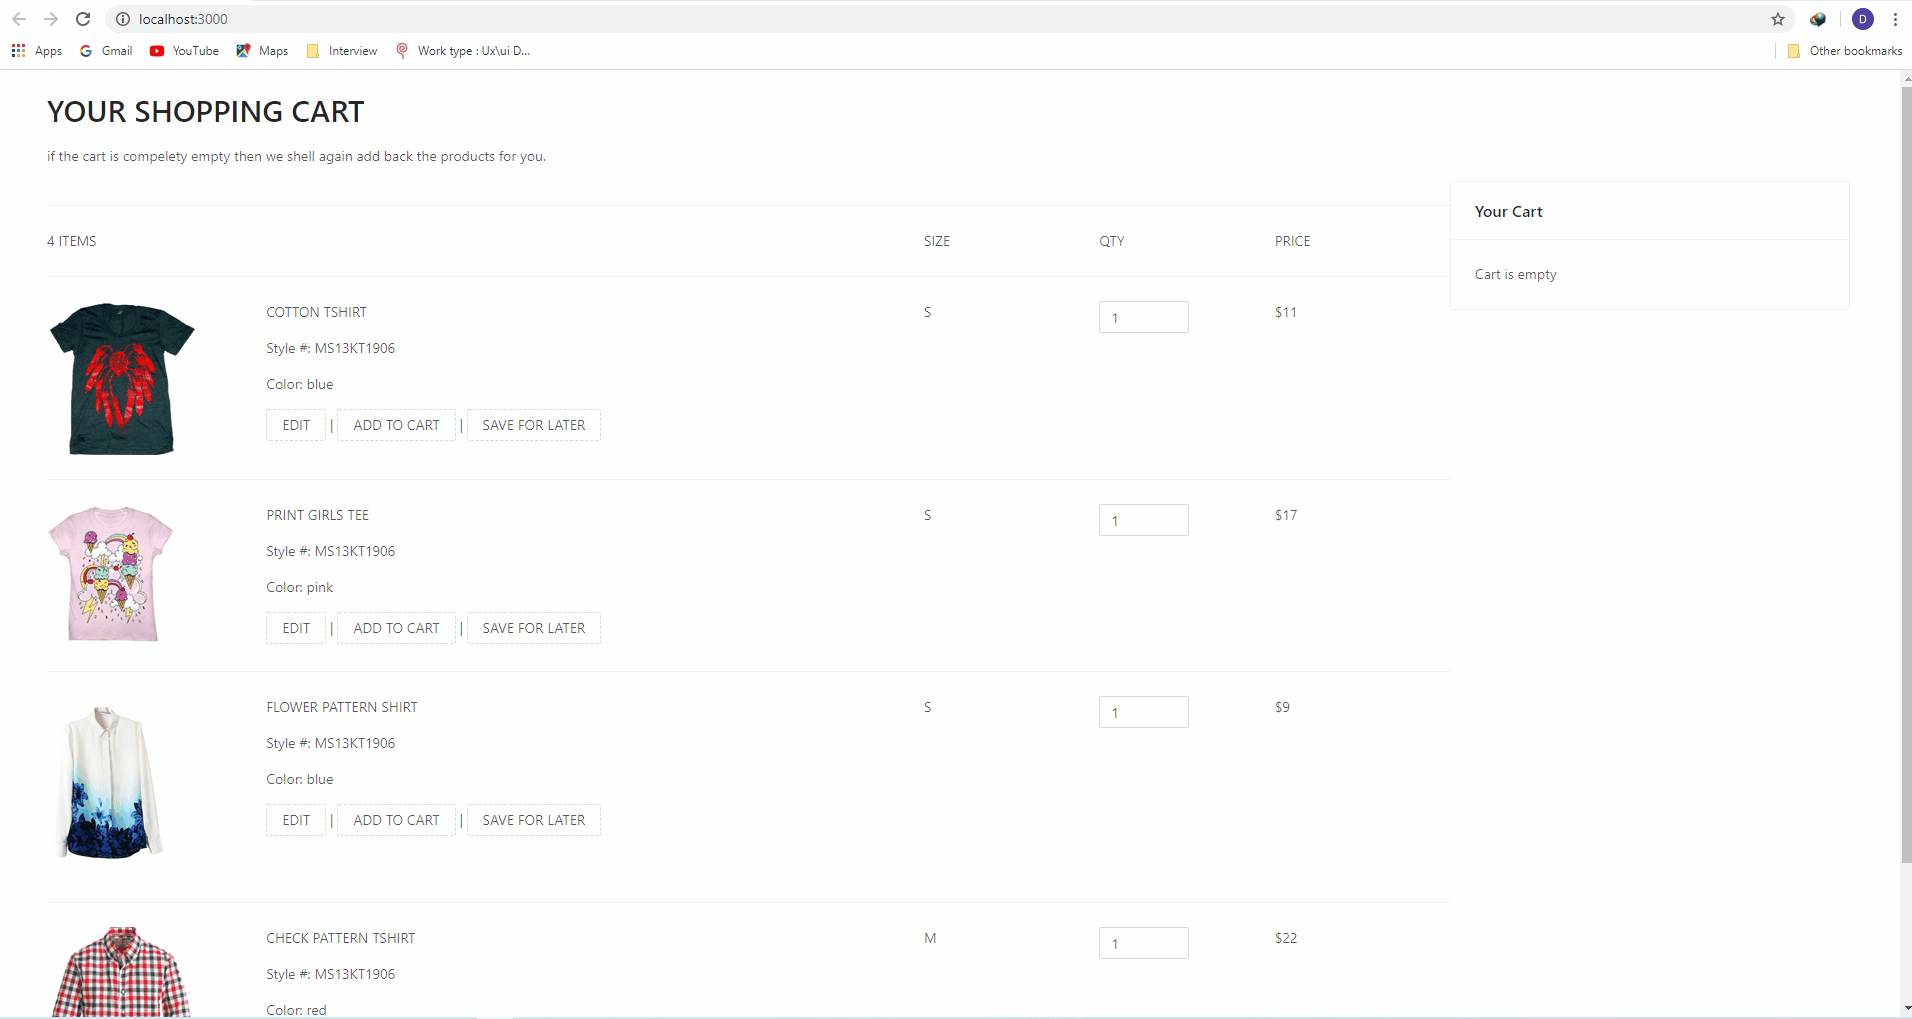 localhost:3000
D
Apps
Gmail
YouTube
Maps
Interview
Work type : Ux\ui D...
Other bookmarks
YOUR SHOPPING CART
if the cart is compelety empty then we shell again add back the products for you.
Your Cart
Cart is empty
4 ITEMS SIZE QTY PRICE
COTTON TSHIRT S 1 $11
Style #: MS13KT1906
Color: blue
EDIT | ADD TO CART | SAVE FOR LATER
PRINT GIRLS TEE S 1 $17
Style #: MS13KT1906
Color: pink
EDIT | ADD TO CART | SAVE FOR LATER
FLOWER PATTERN SHIRT S 1 $9
Style #: MS13KT1906
Color: blue
EDIT | ADD TO CART | SAVE FOR LATER
CHECK PATTERN TSHIRT M 1 $22
Style #: MS13KT1906
Color: red